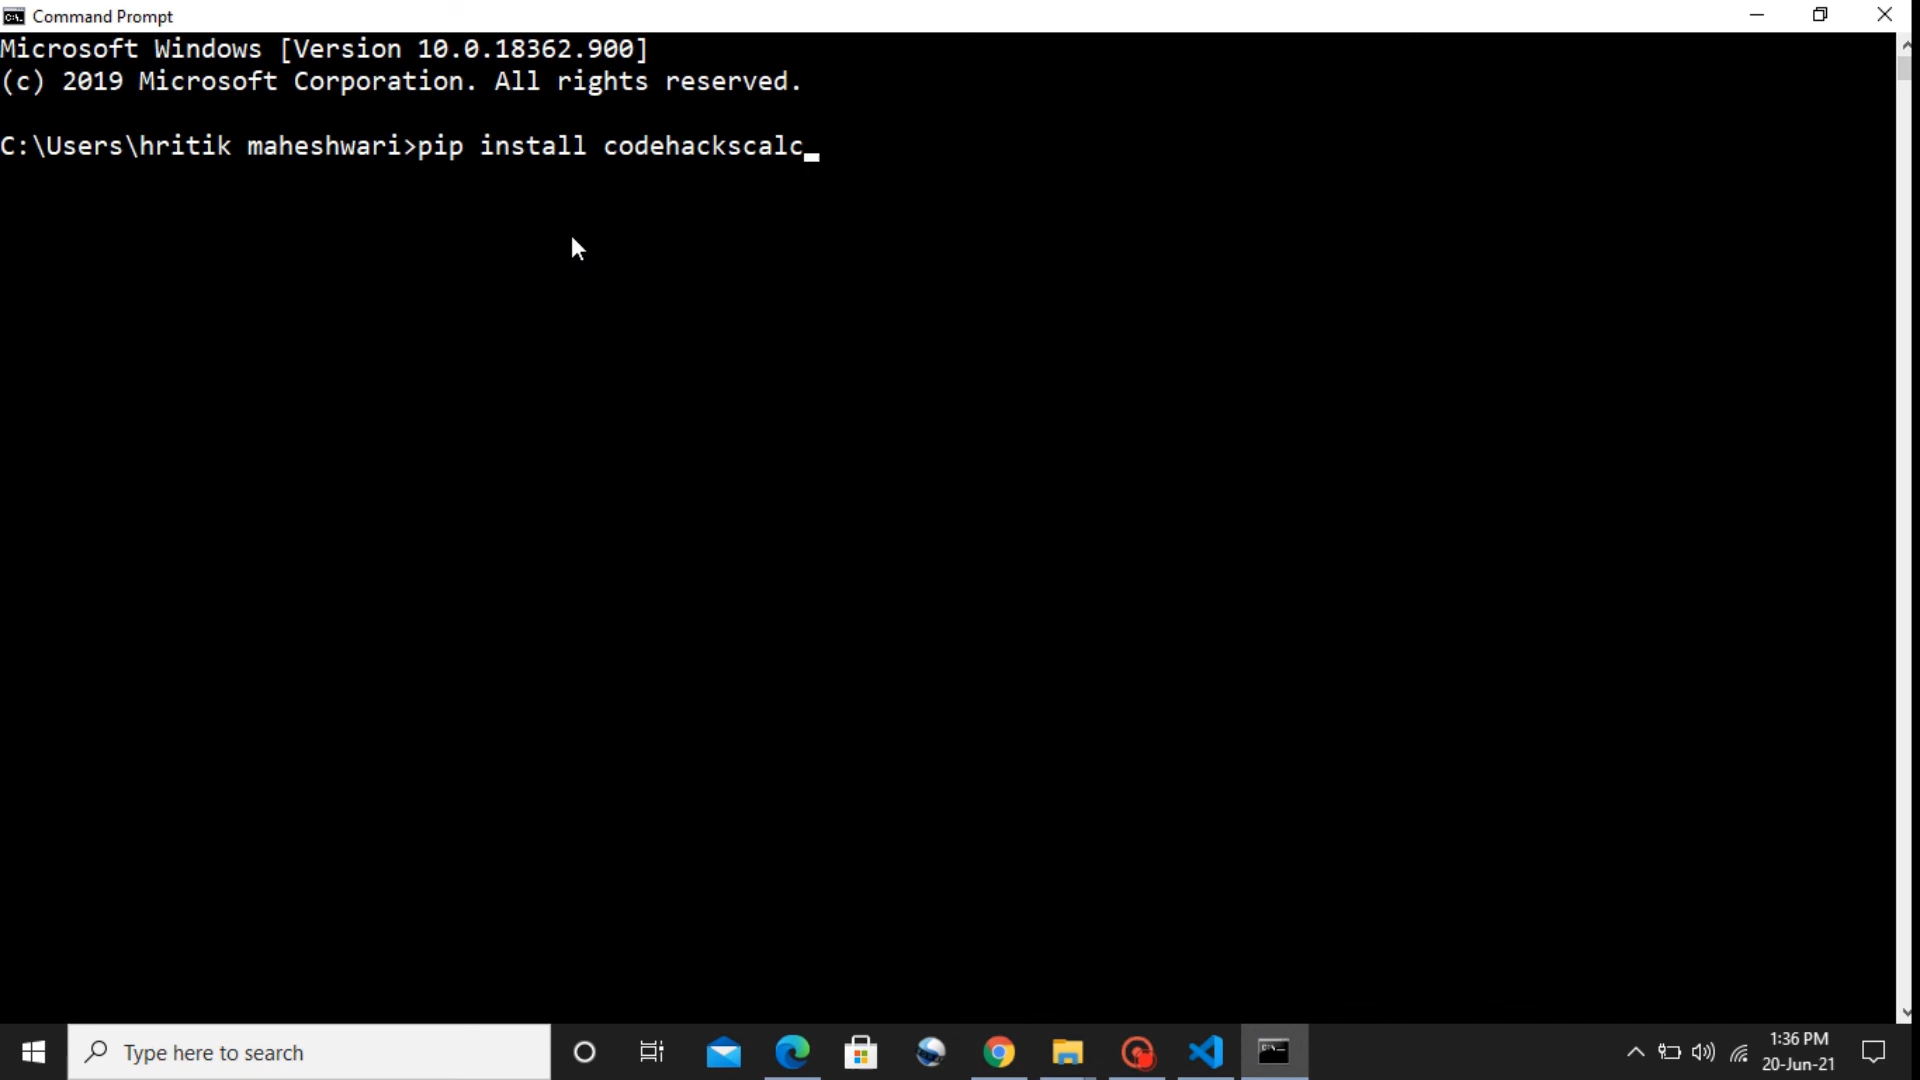 Command Prompt
Microsoft Windows [Version 10.0.18362.900]
(c) 2019 Microsoft Corporation. All rights reserved.
C:\Users\hritik maheshwari>pip install codehackscalc
Type here to search
1:36 PM
20-Jun-21